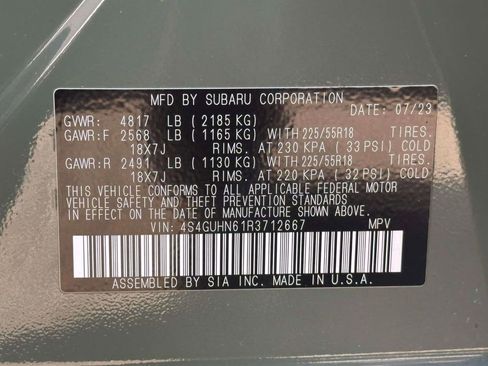 MFD BY SUBARU CORPORATION
DATE: 07/23
GVWR: 4817 LB (2185 KG)
GAWR:F 2568 LB (1165 KG) WITH 225/55R18 TIRES.
18X7J RIMS. AT 230 KPA (33 PSI) COLD
GAWR:R 2491 LB (1130 KG) WITH 225/55R18 TIRES.
18X7J RIMS. AT 220 KPA (32 PSI) COLD
THIS VEHICLE CONFORMS TO ALL APPLICABLE FEDERAL MOTOR
VEHICLE SAFETY AND THEFT PREVENTION STANDARDS
IN EFFECT ON THE DATE OF MANUFACTURE SHOWN ABOVE.
VIN: 4S4GUHN61R3712667 MPV
ASSEMBLED BY SIA INC. MADE IN U.S.A.